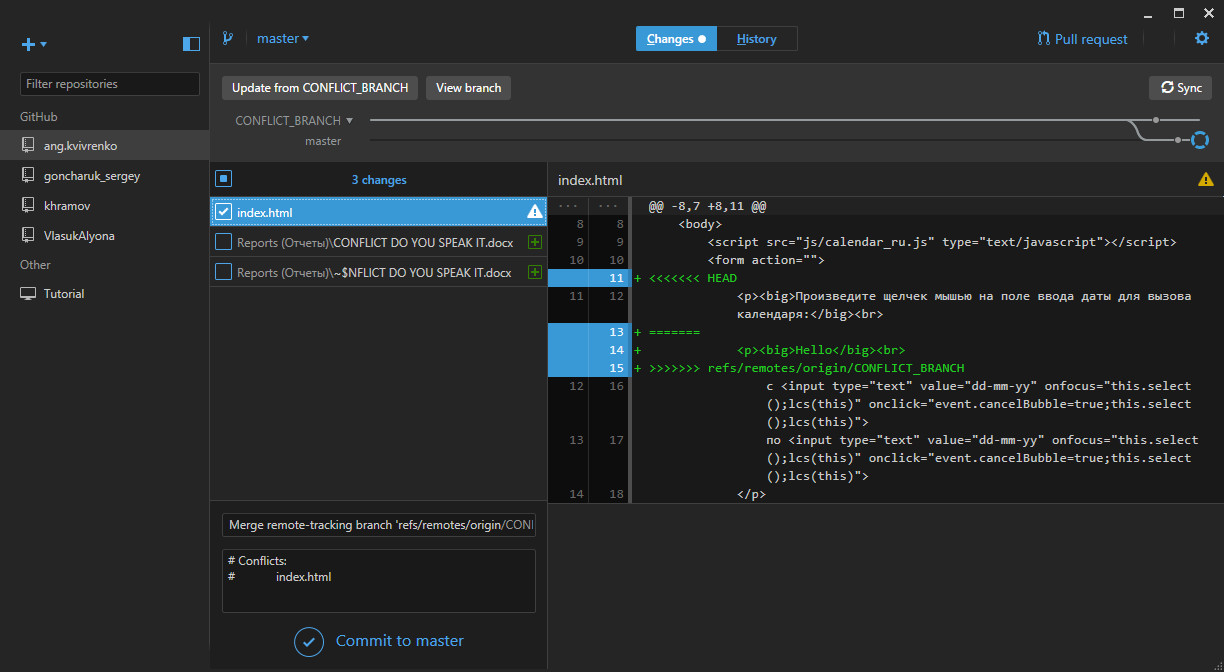 master
Changes
History
Pull request
Filter repositories
GitHub
ang.kvivrenko
goncharuk_sergey
khramov
VlasukAlyona
Other
Tutorial
Update from CONFLICT_BRANCH
View branch
Sync
CONFLICT_BRANCH
master
3 changes
index.html
Reports (Отчеты)\CONFLICT DO YOU SPEAK IT.docx
Reports (Отчеты)\~$NFLICT DO YOU SPEAK IT.docx
Merge remote-tracking branch 'refs/remotes/origin/CONI
# Conflicts:
# index.html
Commit to master
index.html
... ... @@ -8,7 +8,11 @@
8 8 <body>
9 9 <script src="js/calendar_ru.js" type="text/javascript"></script>
10 10 <form action="">
11 + <<<<<<< HEAD
11 12 <p><big>Произведите щелчек мышью на поле ввода даты для вызова
календаря:</big><br>
13 + =======
14 + <p><big>Hello</big><br>
15 + >>>>>>> refs/remotes/origin/CONFLICT_BRANCH
12 16 с <input type="text" value="dd-mm-yy" onfocus="this.select
();lcs(this)" onclick="event.cancelBubble=true;this.select
();lcs(this)">
13 17 по <input type="text" value="dd-mm-yy" onfocus="this.select
();lcs(this)" onclick="event.cancelBubble=true;this.select
();lcs(this)">
14 18 </p>